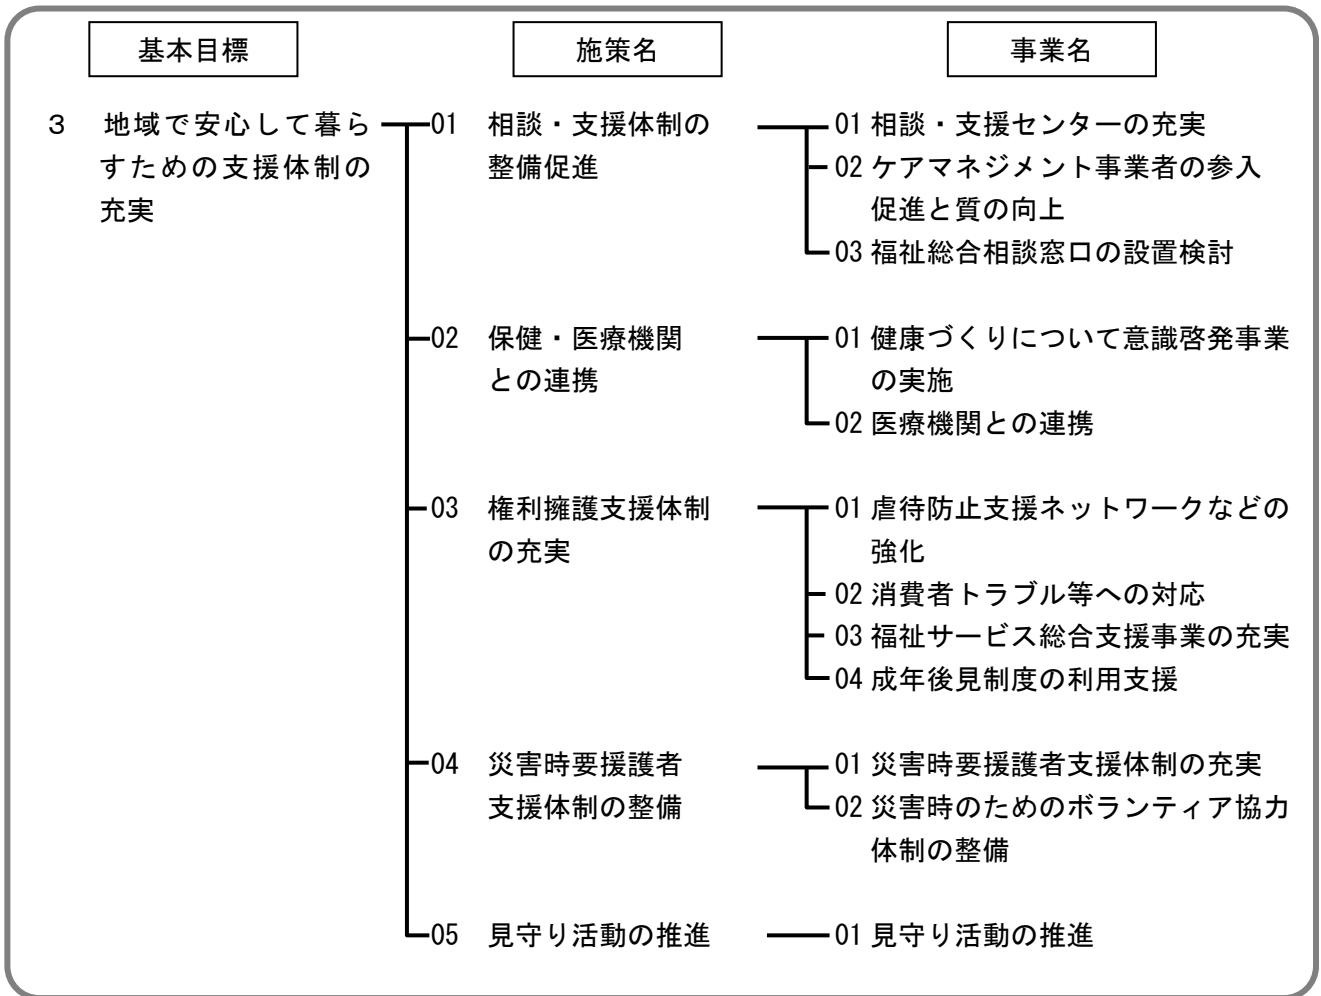 基本目標 施策名 事業名
3 地域で安心して暮ら 01 相談・支援体制の 01 相談・支援センターの充実
すための支援体制の 整備促進 02 ケアマネジメント事業者の参入
充実 促進と質の向上
03 福祉総合相談窓口の設置検討
02 保健・医療機関 01 健康づくりについて意識啓発事業
との連携 の実施
02 医療機関との連携
03 権利擁護支援体制 01 虐待防止支援ネットワークなどの
の充実 強化
02 消費者トラブル等への対応
03 福祉サービス総合支援事業の充実
04 成年後見制度の利用支援
04 災害時要援護者 01 災害時要援護者支援体制の充実
支援体制の整備 02 災害時のためのボランティア協力
体制の整備
05 見守り活動の推進 01 見守り活動の推進